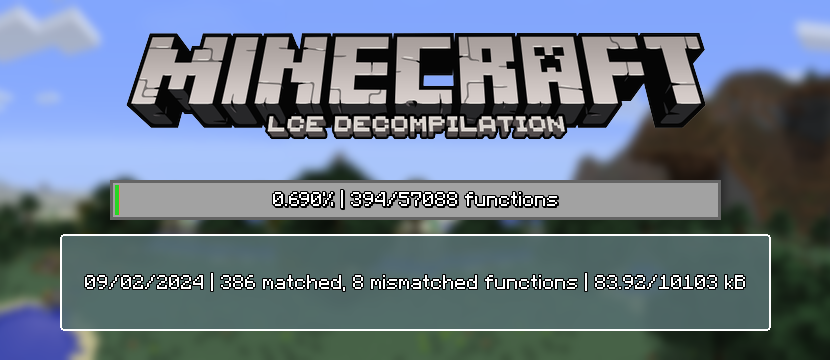 MINECRAFT
LCE DECOMPILATION
0.690% | 394/57088 functions
09/02/2024 | 386 matched, 8 mismatched functions | 83.92/10103 kB